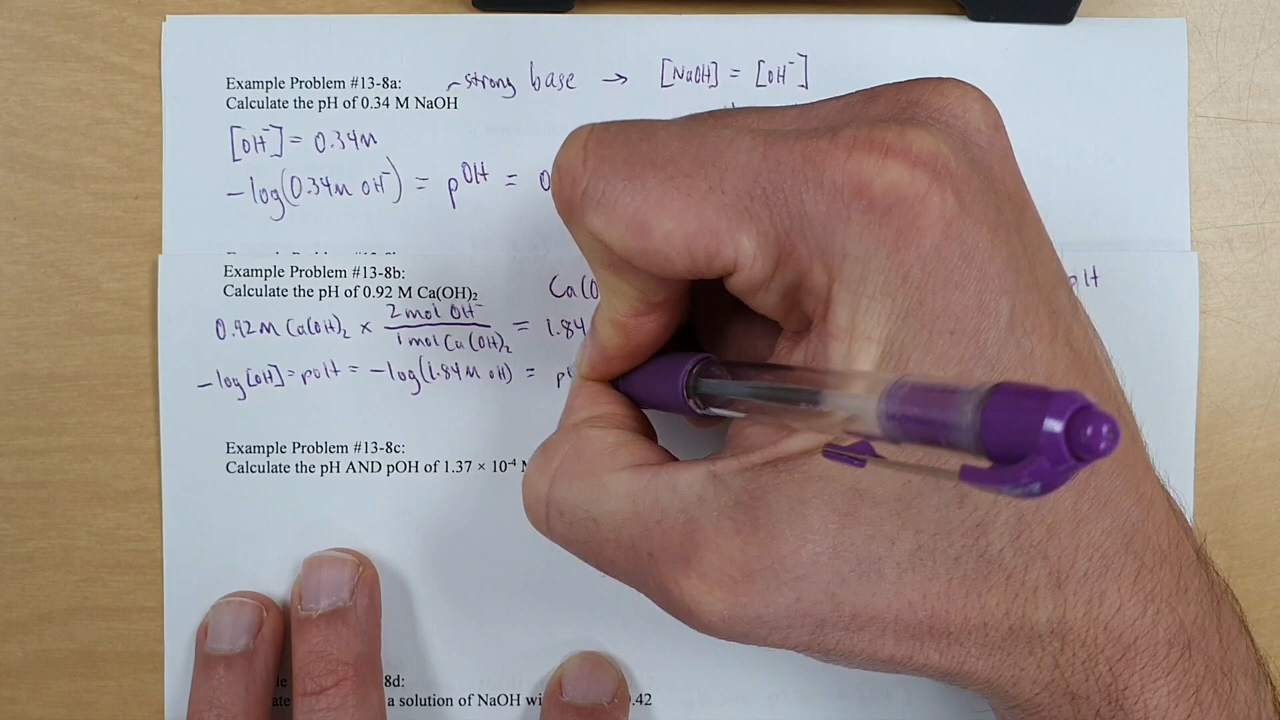 Example Problem #13-8a: ~strong base → [NaOH] = [OH⁻]
Calculate the pH of 0.34 M NaOH
[OH⁻] = 0.34M
-log(0.34M OH⁻) = pOH = 0
Example Problem #13-8b:
Calculate the pH of 0.92 M Ca(OH)₂ Ca(O
0.92M Ca(OH)₂ × 2 mol OH⁻ / 1 mol Ca(OH)₂ = 1.84
-log[OH] = pOH = -log(1.84M OH) = p
Example Problem #13-8c:
Calculate the pH AND pOH of 1.37 × 10⁻⁴ M
8d:
a solution of NaOH wi .42